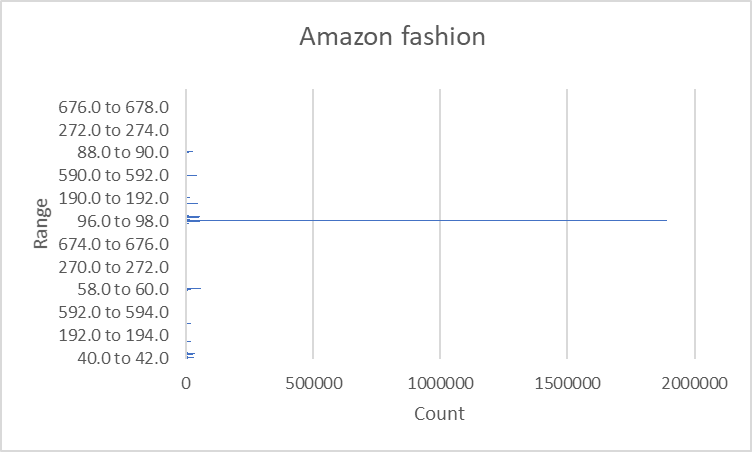 Amazon fashion
Range
676.0 to 678.0
272.0 to 274.0
88.0 to 90.0
590.0 to 592.0
190.0 to 192.0
96.0 to 98.0
674.0 to 676.0
270.0 to 272.0
58.0 to 60.0
592.0 to 594.0
192.0 to 194.0
40.0 to 42.0
0 500000 1000000 1500000 2000000
Count